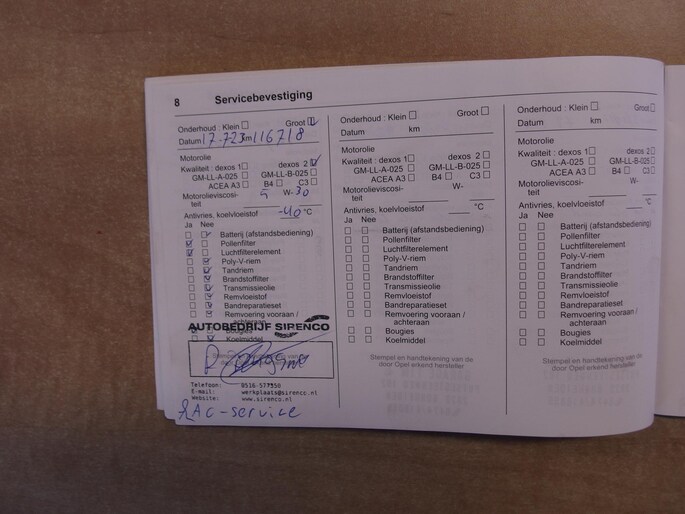 8 Servicebevestiging
Onderhoud : Klein Groot
Datum 17-7-23 km 116718
Motorolie
Kwaliteit : dexos 1 dexos 2
GM-LL-A-025 GM-LL-B-025
ACEA A3 B4 C3
Motorolieviscosi-
teit 5 W- 30
Antivries, koelvloeistof -40 °C
Ja Nee
Batterij (afstandsbediening)
Pollenfilter
Luchtfilterelement
Poly-V-riem
Tandriem
Brandstoffilter
Transmissieolie
Remvloeistof
Bandreparatieset
Remvoering vooraan /
achteraan
Bougies
Koelmiddel
AUTOBEDRIJF SIRENCO
Telefoon: 0516-577350
E-mail: werkplaats@sirenco.nl
Website: www.sirenco.nl
AC-service
Onderhoud : Klein Groot
Datum km
Motorolie
Kwaliteit : dexos 1 dexos 2
GM-LL-A-025 GM-LL-B-025
ACEA A3 B4 C3
Motorolieviscosi-
teit W-
Antivries, koelvloeistof °C
Ja Nee
Batterij (afstandsbediening)
Pollenfilter
Luchtfilterelement
Poly-V-riem
Tandriem
Brandstoffilter
Transmissieolie
Remvloeistof
Bandreparatieset
Remvoering vooraan /
achteraan
Bougies
Koelmiddel
Stempel en handtekening van de
door Opel erkend hersteller
Onderhoud : Klein Groot
Datum km
Motorolie
Kwaliteit : dexos 1 dexos 2
GM-LL-A-025 GM-LL-B-025
ACEA A3 B4 C3
Motorolieviscosi-
teit W-
Antivries, koelvloeistof °C
Ja Nee
Batterij (afstandsbediening)
Pollenfilter
Luchtfilterelement
Poly-V-riem
Tandriem
Brandstoffilter
Transmissieolie
Remvloeistof
Bandreparatieset
Remvoering vooraan /
achteraan
Bougies
Koelmiddel
Stempel en handtekening van de
door Opel erkend hersteller